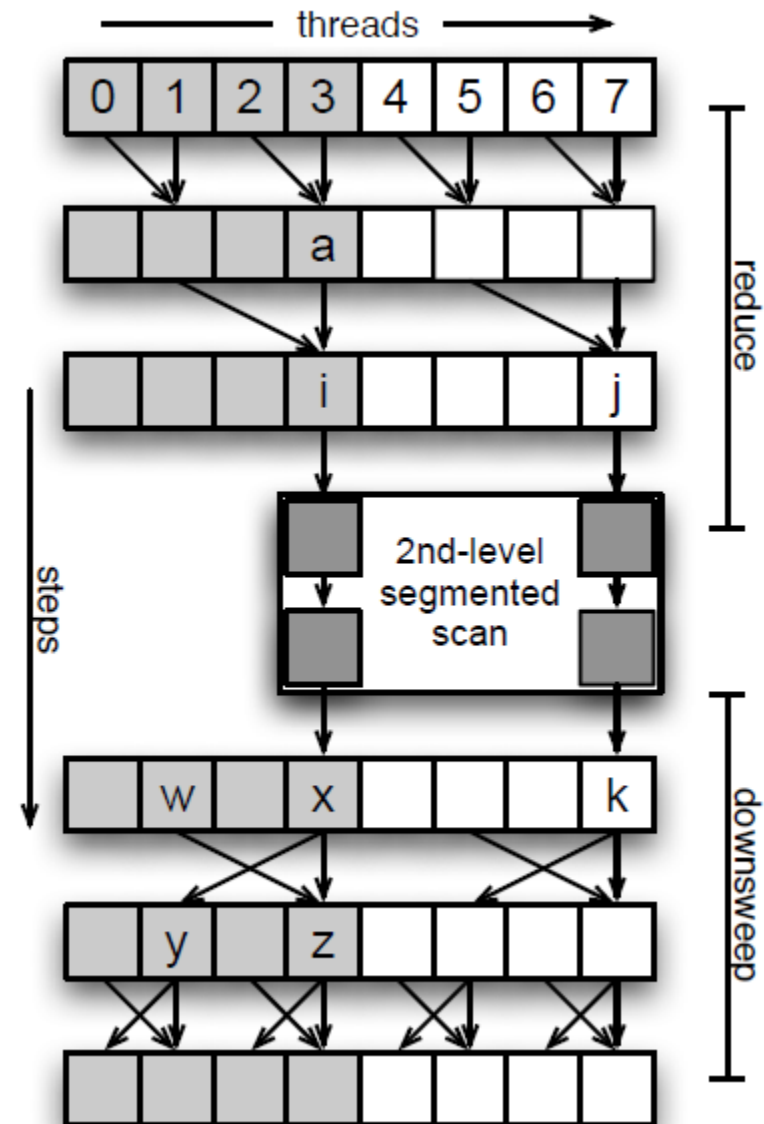 threads
0 1 2 3 4 5 6 7
a
reduce
i j
2nd-level
segmented
scan
steps
w x k
downsweep
y z